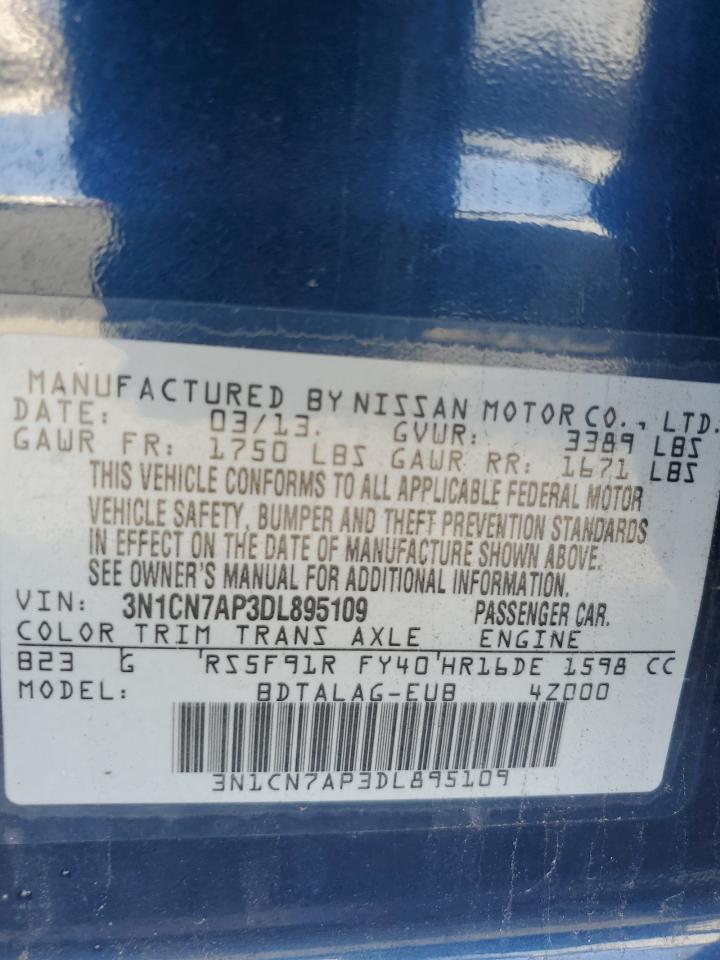 MANUFACTURED BY NISSAN MOTOR CO., LTD.
DATE: 03/13. GVWR: 3389 LBS
GAWR FR: 1750 LBS GAWR RR: 1671 LBS
THIS VEHICLE CONFORMS TO ALL APPLICABLE FEDERAL MOTOR
VEHICLE SAFETY, BUMPER AND THEFT PREVENTION STANDARDS
IN EFFECT ON THE DATE OF MANUFACTURE SHOWN ABOVE.
SEE OWNER'S MANUAL FOR ADDITIONAL INFORMATION.
VIN: 3N1CN7AP3DL895109 PASSENGER CAR.
COLOR TRIM TRANS AXLE ENGINE
B23 G RS5F91R FY40 HR16DE 1598 CC
MODEL: BDTALAG-EUB 4Z000
3N1CN7AP3DL895109